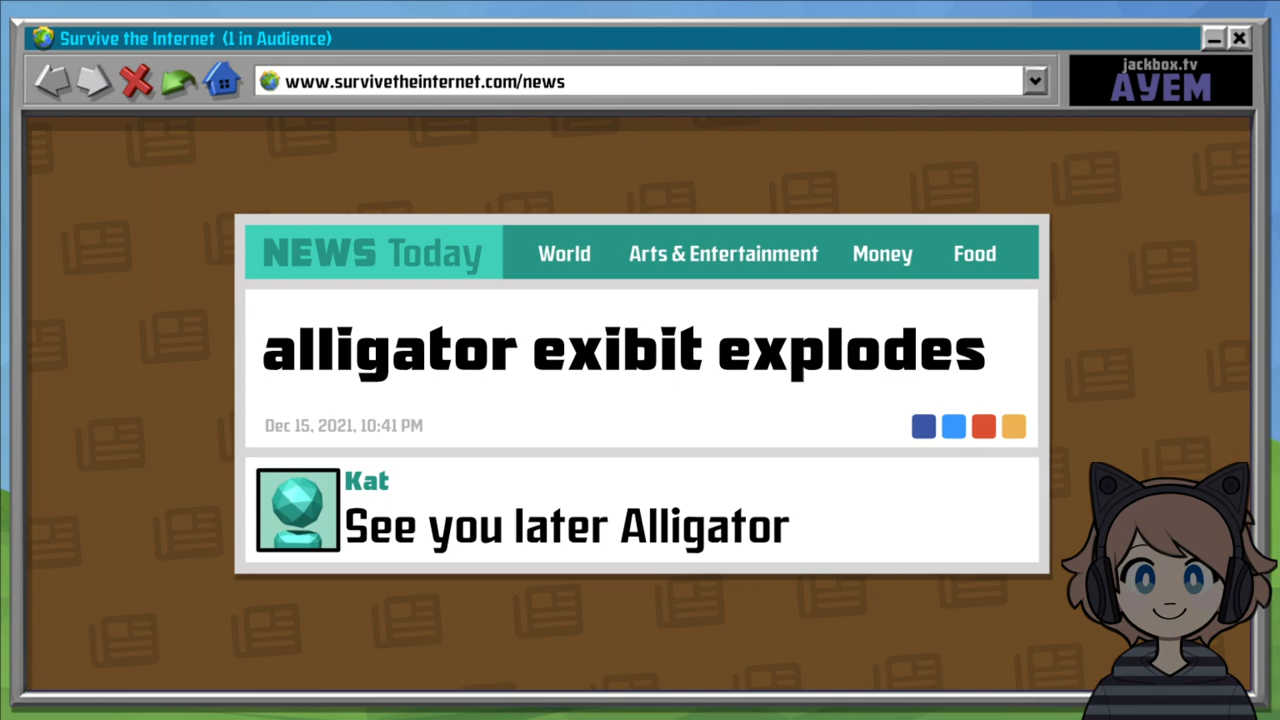 Survive the Internet (1 in Audience)
www.survivetheinternet.com/news
jackbox.tv
AYEM
NEWS Today World Arts & Entertainment Money Food
alligator exibit explodes
Dec 15, 2021, 10:41 PM
Kat
See you later Alligator